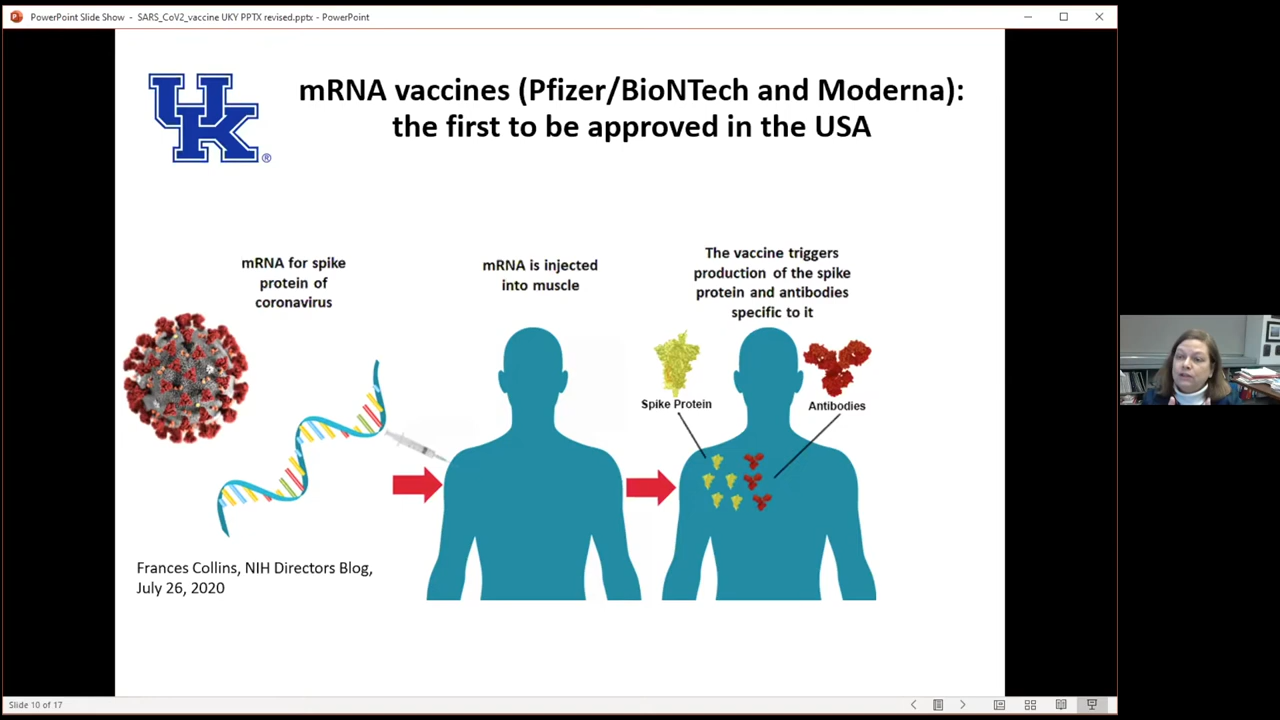 PowerPoint Slide Show - SARS_CoV2_vaccine UKY PPTX revised.pptx - PowerPoint
UK®
mRNA vaccines (Pfizer/BioNTech and Moderna):
the first to be approved in the USA
mRNA for spike
protein of
coronavirus
mRNA is injected
into muscle
The vaccine triggers
production of the spike
protein and antibodies
specific to it
Spike Protein
Antibodies
Frances Collins, NIH Directors Blog,
July 26, 2020
Slide 10 of 17